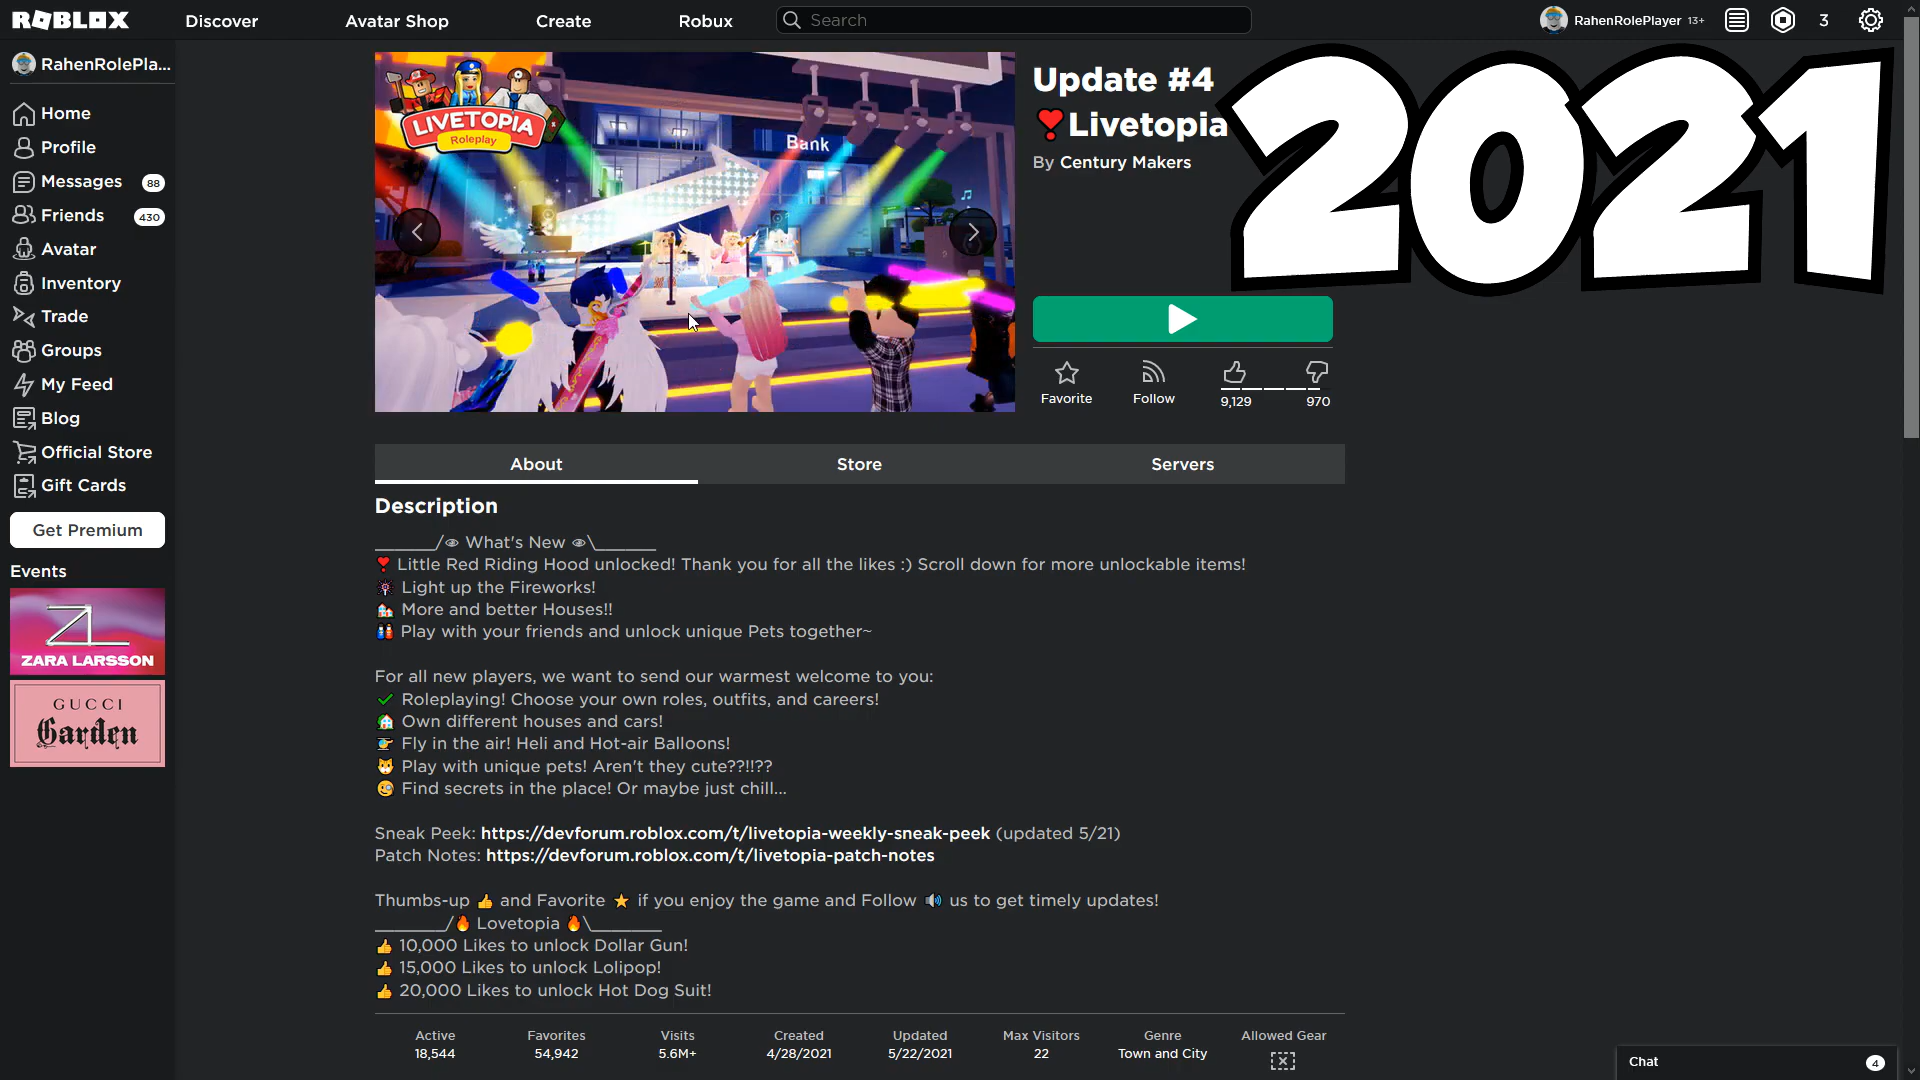 ROBLOX
Discover
Avatar Shop
Create
Robux
Search
RahenRolePlayer 13+
3
RahenRolePla...
Home
Profile
Messages 88
Friends 430
Avatar
Inventory
Trade
Groups
My Feed
Blog
Official Store
Gift Cards
Get Premium
Events
ZARA LARSSON
GUCCI
Garden
LIVETOPIA
Roleplay
Bank
Update #4
❣Livetopia
By Century Makers
2021
Favorite
Follow
9,129
970
About
Store
Servers
Description
_______/👁 What's New 👁\_______
❣ Little Red Riding Hood unlocked! Thank you for all the likes :) Scroll down for more unlockable items!
🎆 Light up the Fireworks!
🏘 More and better Houses!!
👫 Play with your friends and unlock unique Pets together~
For all new players, we want to send our warmest welcome to you:
✔ Roleplaying! Choose your own roles, outfits, and careers!
🏡 Own different houses and cars!
🚁 Fly in the air! Heli and Hot-air Balloons!
🐱 Play with unique pets! Aren't they cute??!!??
🧐 Find secrets in the place! Or maybe just chill...
Sneak Peek: https://devforum.roblox.com/t/livetopia-weekly-sneak-peek (updated 5/21)
Patch Notes: https://devforum.roblox.com/t/livetopia-patch-notes
Thumbs-up 👍 and Favorite ⭐ if you enjoy the game and Follow 🔊 us to get timely updates!
________/🔥 Lovetopia 🔥\________
👍 10,000 Likes to unlock Dollar Gun!
👍 15,000 Likes to unlock Lolipop!
👍 20,000 Likes to unlock Hot Dog Suit!
Active
18,544
Favorites
54,942
Visits
5.6M+
Created
4/28/2021
Updated
5/22/2021
Max Visitors
22
Genre
Town and City
Allowed Gear
Chat 4